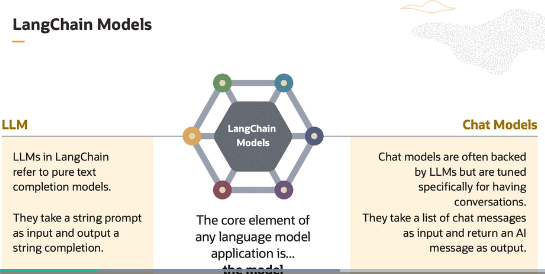 LangChain Models
LLM
LLMs in LangChain
refer to pure text
completion models.
They take a string prompt
as input and output a
string completion.
LangChain
Models
The core element of
any language model
application is...
the model
Chat Models
Chat models are often backed
by LLMs but are tuned
specifically for having
conversations.
They take a list of chat messages
as input and return an AI
message as output.